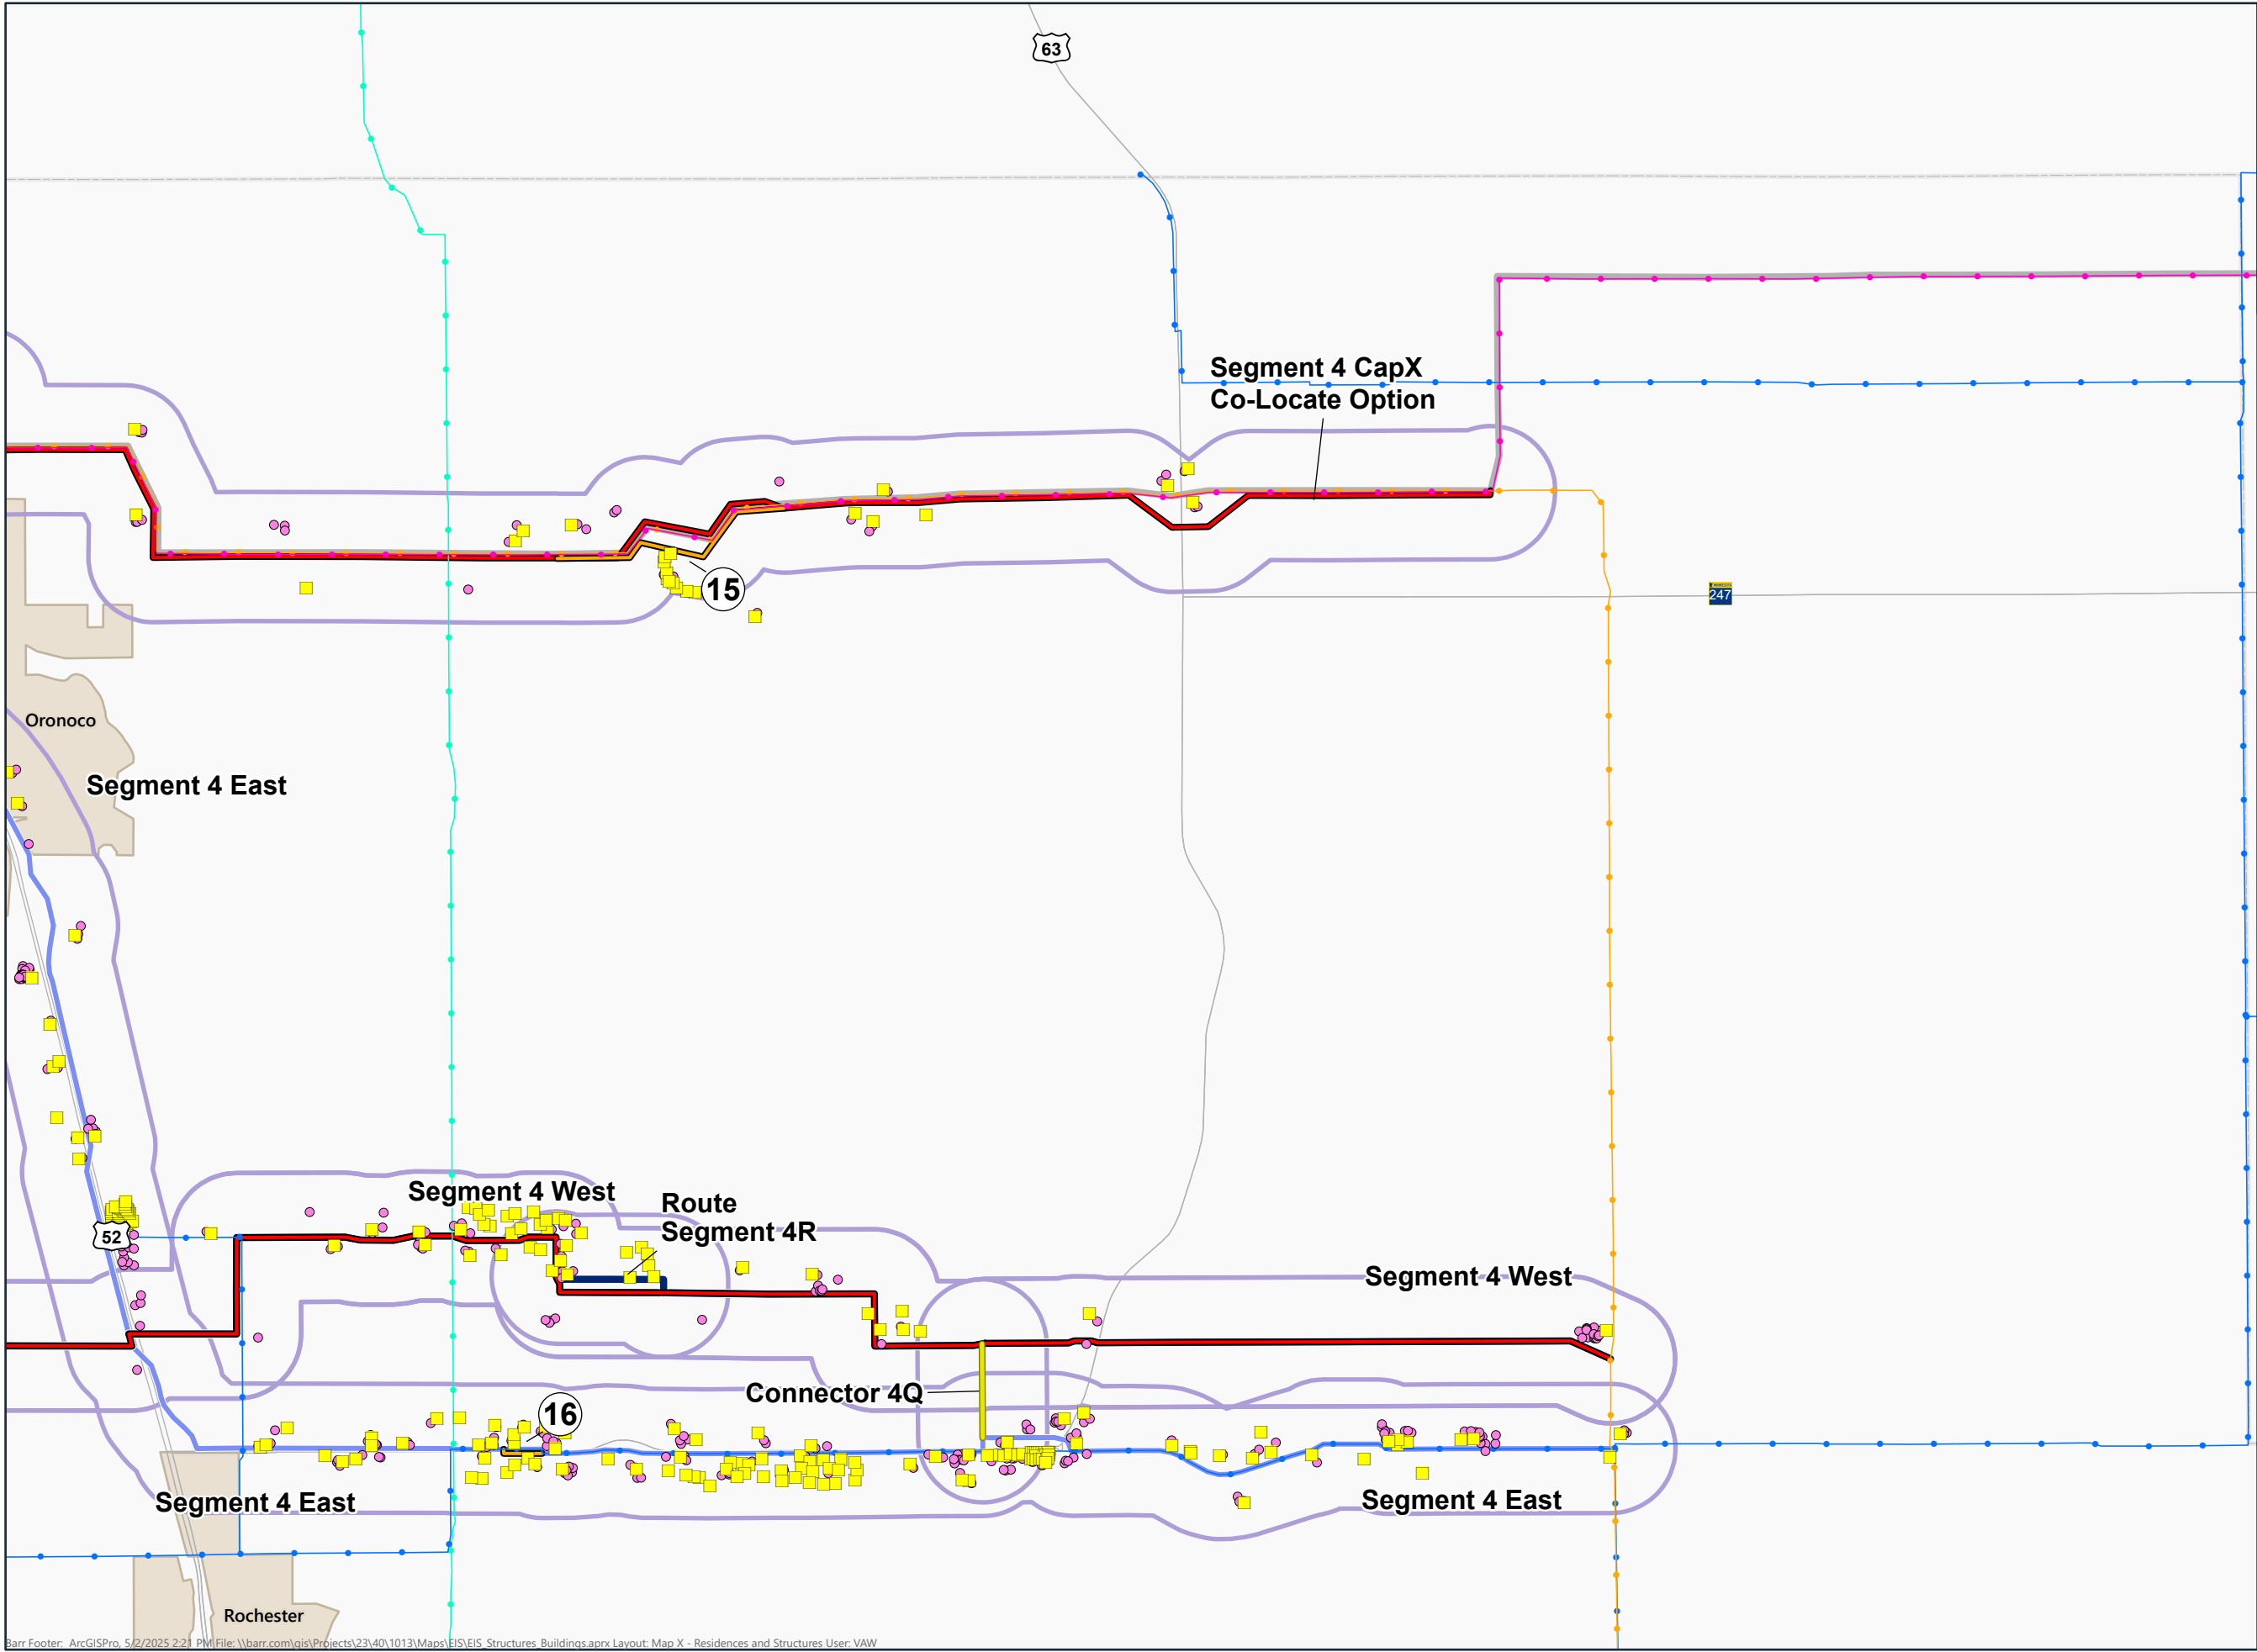 63
Segment 4 CapX
Co-Locate Option
15
247
Oronoco
Segment 4 East
Segment 4 West
Route
Segment 4R
52
Segment 4 West
Connector 4Q
16
Segment 4 East
Segment 4 East
Rochester
Barr Footer: ArcGISPro, 5/2/2025 2:21 PM File: \\barr.com\gis\Projects\23\40\1013\Maps\EIS\EIS_Structures_Buildings.aprx Layout: Map X - Residences and Structures User: VAW